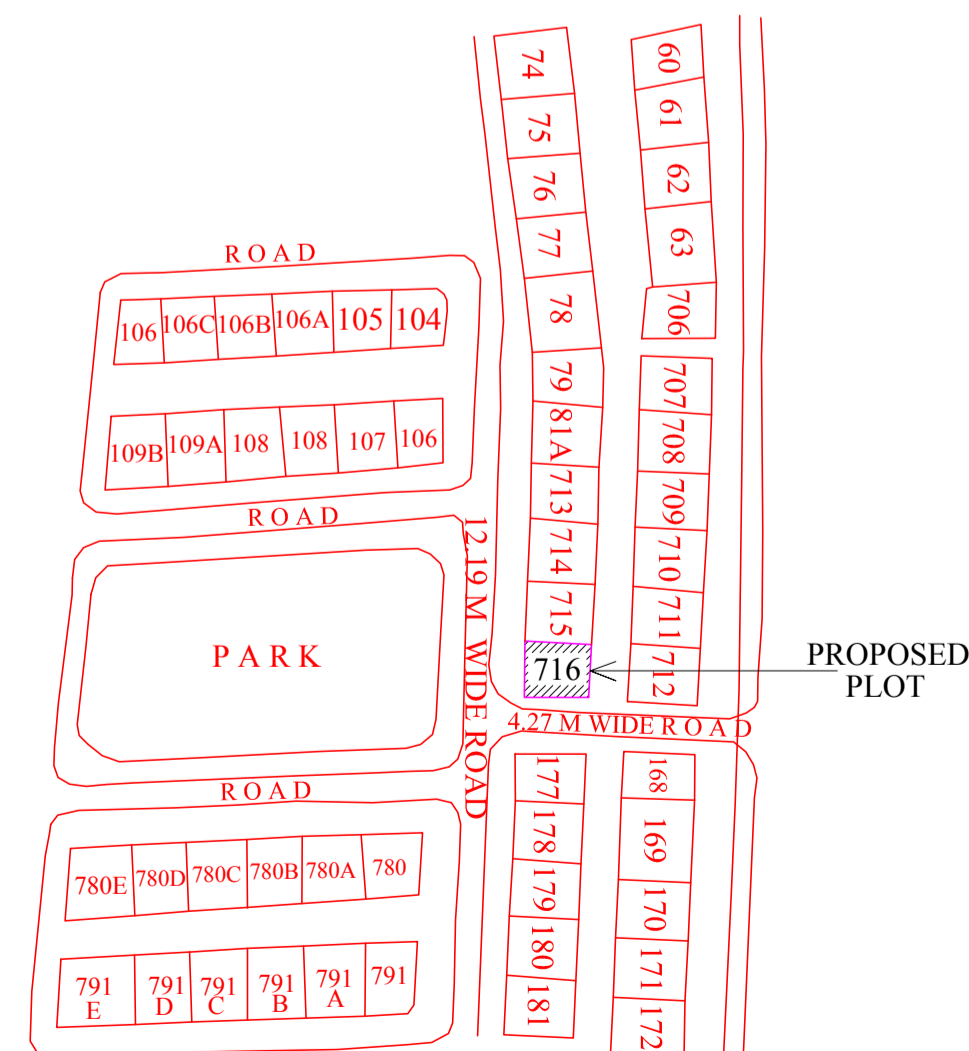 ROAD
106 106C 106B 106A 105 104
109B 109A 108 108 107 106
ROAD
PARK
ROAD
780E 780D 780C 780B 780A 780
791 E 791 D 791 C 791 B 791 A 791
12.19 M WIDE ROAD
74
75
76
77
78
79
81A
713
714
715
716
60
61
62
63
706
707
708
709
710
711
712
PROPOSED
PLOT
4.27 M WIDE ROAD
177
178
179
180
181
168
169
170
171
172